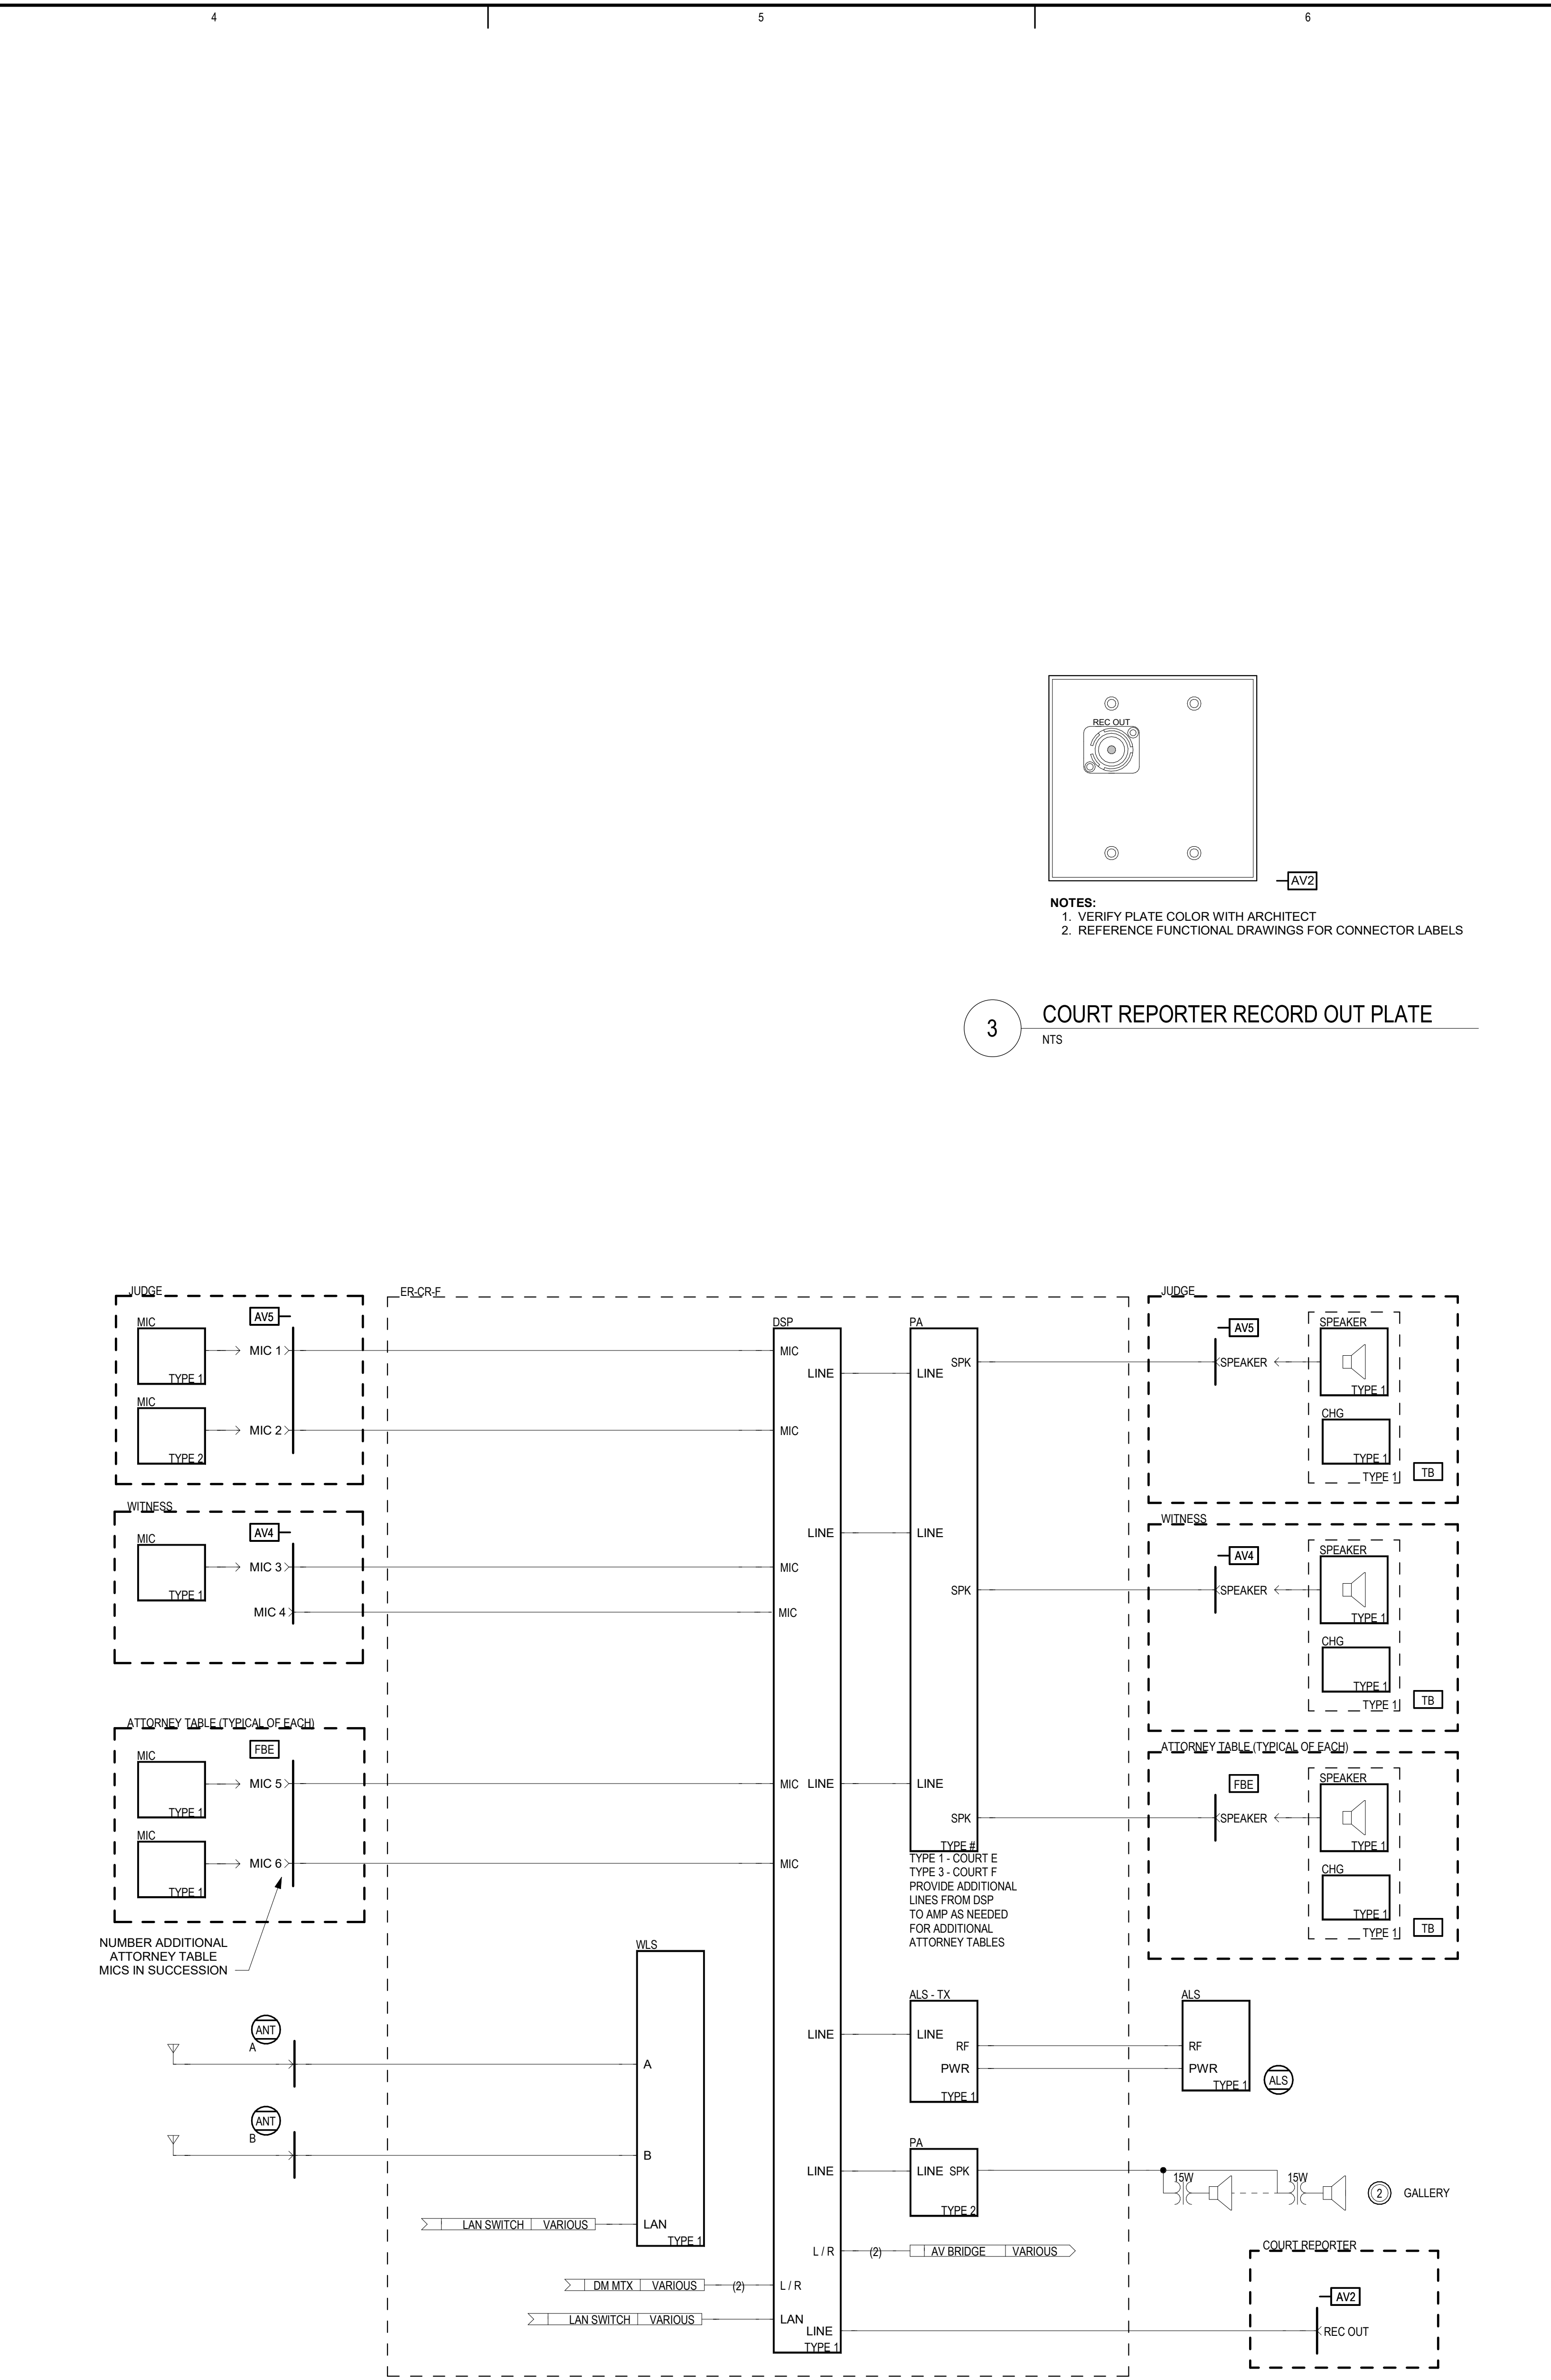 4
5
6
REC OUT
AV2
NOTES:
1. VERIFY PLATE COLOR WITH ARCHITECT
2. REFERENCE FUNCTIONAL DRAWINGS FOR CONNECTOR LABELS
3
COURT REPORTER RECORD OUT PLATE
NTS
JUDGE
MIC
TYPE 1
AV5
MIC 1
MIC
TYPE 2
MIC 2
WITNESS
MIC
TYPE 1
AV4
MIC 3
MIC 4
ATTORNEY TABLE (TYPICAL OF EACH)
MIC
TYPE 1
FBE
MIC 5
MIC
TYPE 1
MIC 6
NUMBER ADDITIONAL
ATTORNEY TABLE
MICS IN SUCCESSION
ANT
A
ANT
B
ER-CR-F
WLS
A
B
LAN
TYPE 1
LAN SWITCH VARIOUS
DM MTX VARIOUS (2)
LAN SWITCH VARIOUS
DSP
MIC
LINE
MIC
LINE
MIC
MIC
MIC LINE
MIC
LINE
LINE
L / R
L / R
LAN
LINE
TYPE 1
PA
SPK
LINE
LINE
SPK
LINE
SPK
TYPE #
TYPE 1 - COURT E
TYPE 3 - COURT F
PROVIDE ADDITIONAL
LINES FROM DSP
TO AMP AS NEEDED
FOR ADDITIONAL
ATTORNEY TABLES
ALS - TX
LINE
RF
PWR
TYPE 1
PA
LINE SPK
TYPE 2
(2) AV BRIDGE VARIOUS
JUDGE
AV5
SPEAKER
SPEAKER
TYPE 1
CHG
TYPE 1
TYPE 1
TB
WITNESS
AV4
SPEAKER
SPEAKER
TYPE 1
CHG
TYPE 1
TYPE 1
TB
ATTORNEY TABLE (TYPICAL OF EACH)
FBE
SPEAKER
SPEAKER
TYPE 1
CHG
TYPE 1
TYPE 1
TB
ALS
RF
PWR
TYPE 1
ALS
15W
15W
2 GALLERY
COURT REPORTER
AV2
REC OUT